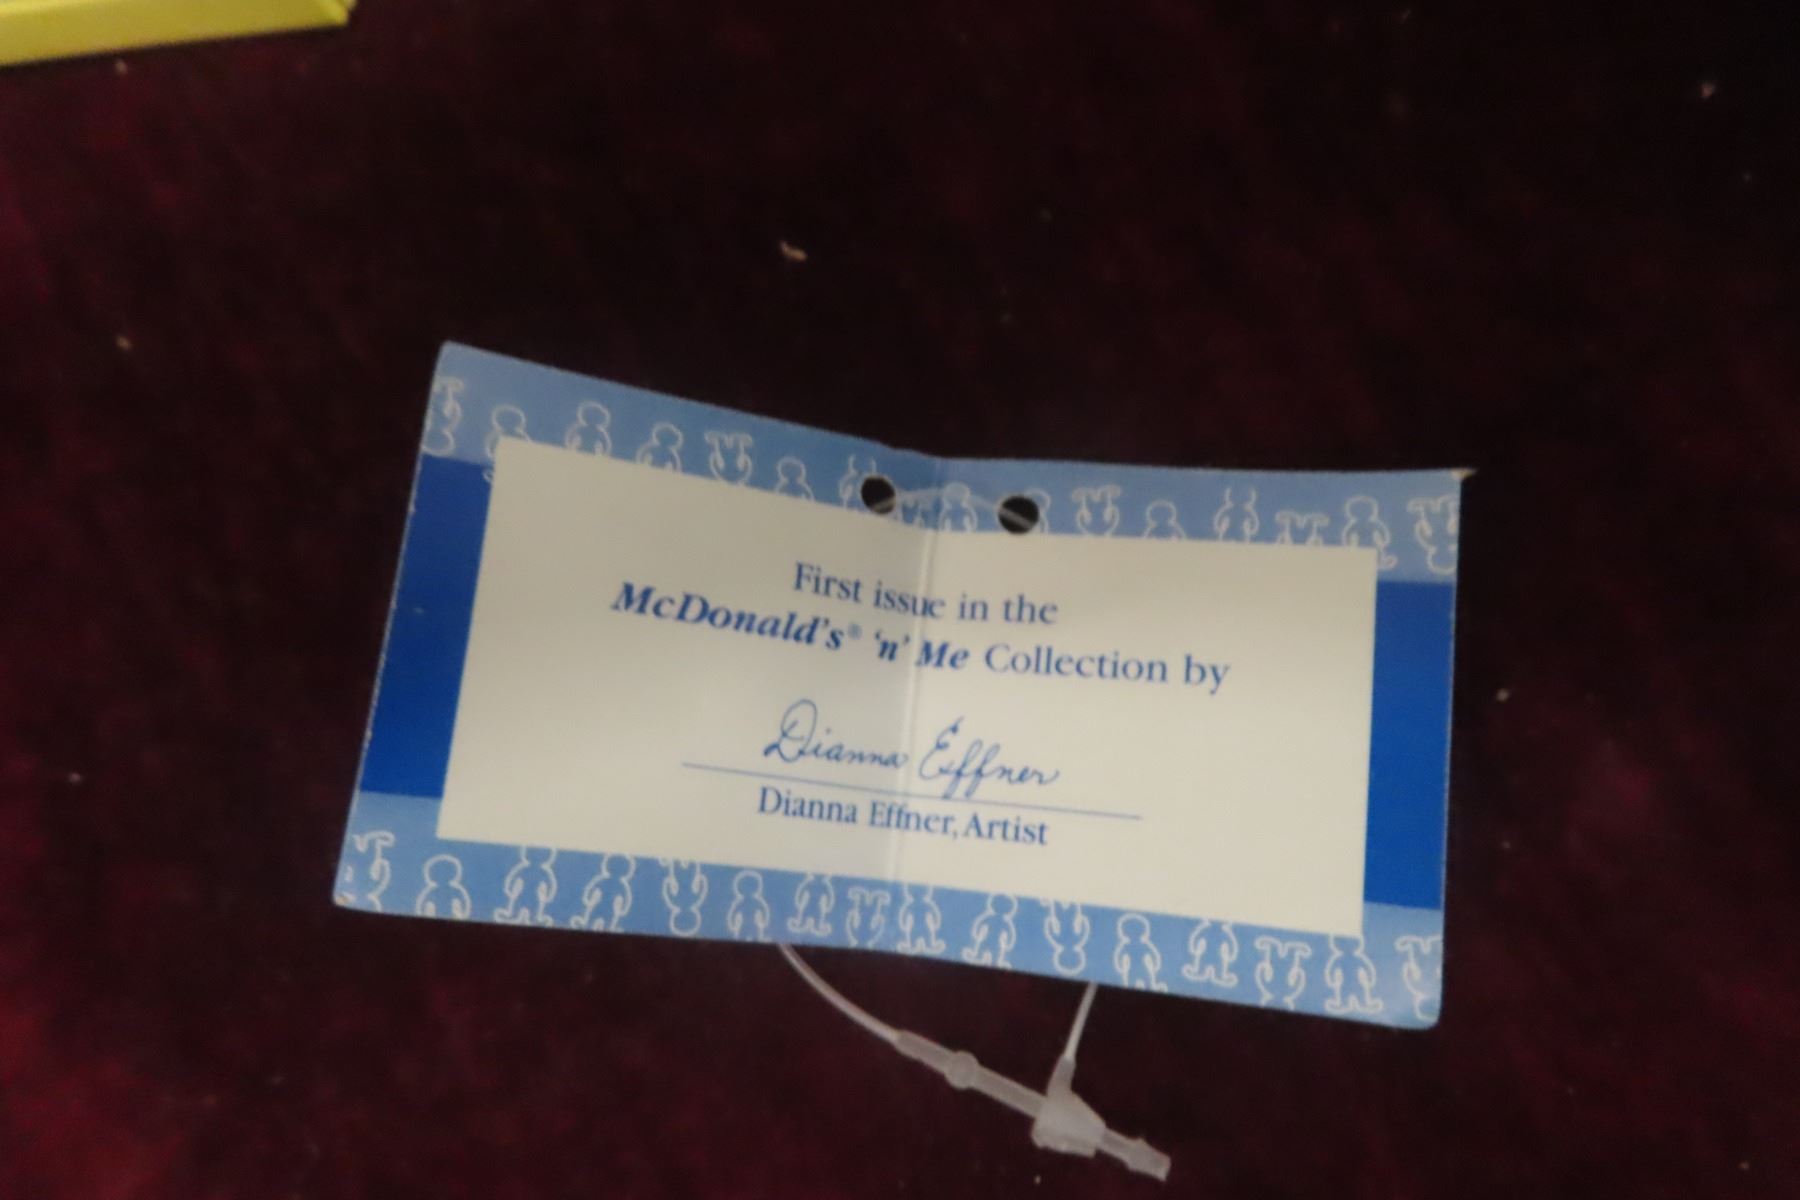 First issue in the
McDonald's® 'n' Me Collection by
Dianna Effner
Dianna Effner, Artist